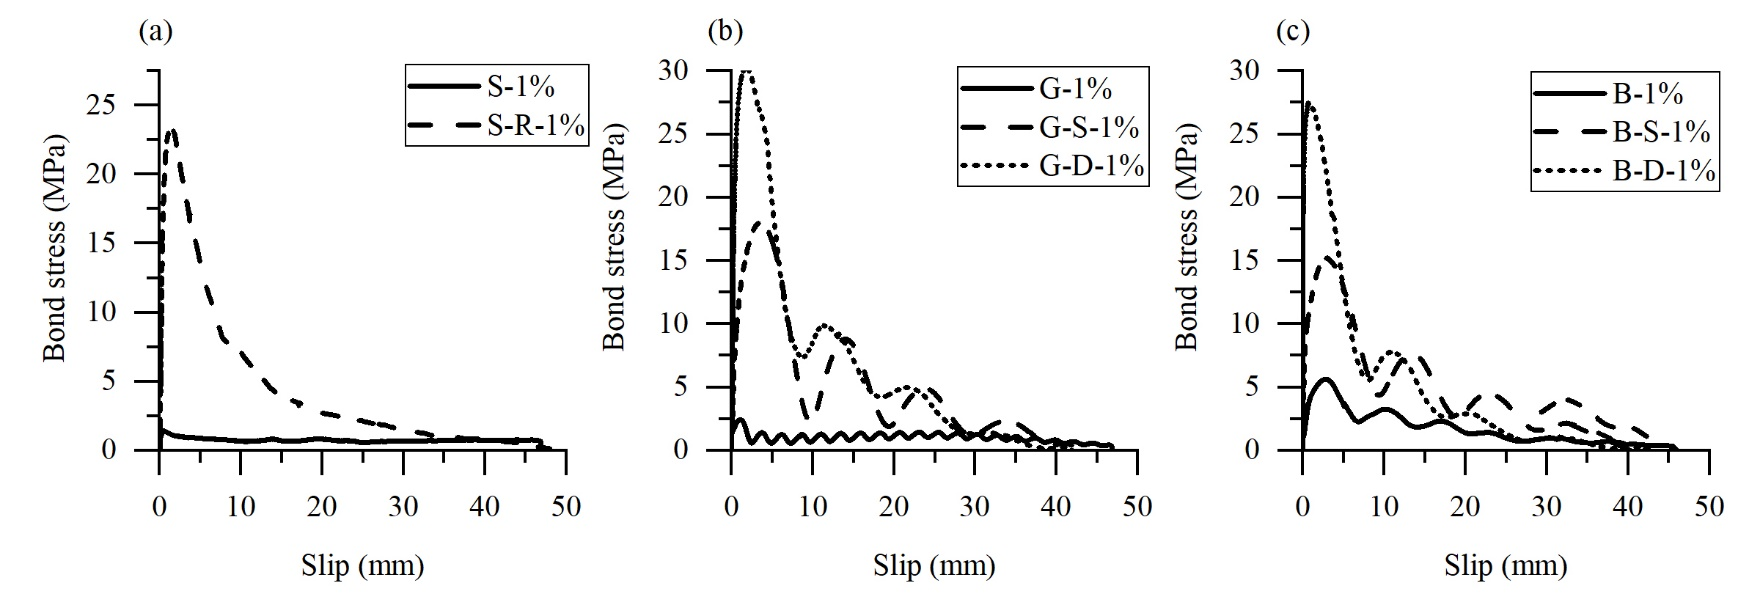 (a)
S-1%
S-R-1%
25
20
15
10
5
0
0 10 20 30 40 50
Bond stress (MPa)
Slip (mm)
(b)
G-1%
G-S-1%
G-D-1%
30
25
20
15
10
5
0
0 10 20 30 40 50
Bond stress (MPa)
Slip (mm)
(c)
B-1%
B-S-1%
B-D-1%
30
25
20
15
10
5
0
0 10 20 30 40 50
Bond stress (MPa)
Slip (mm)